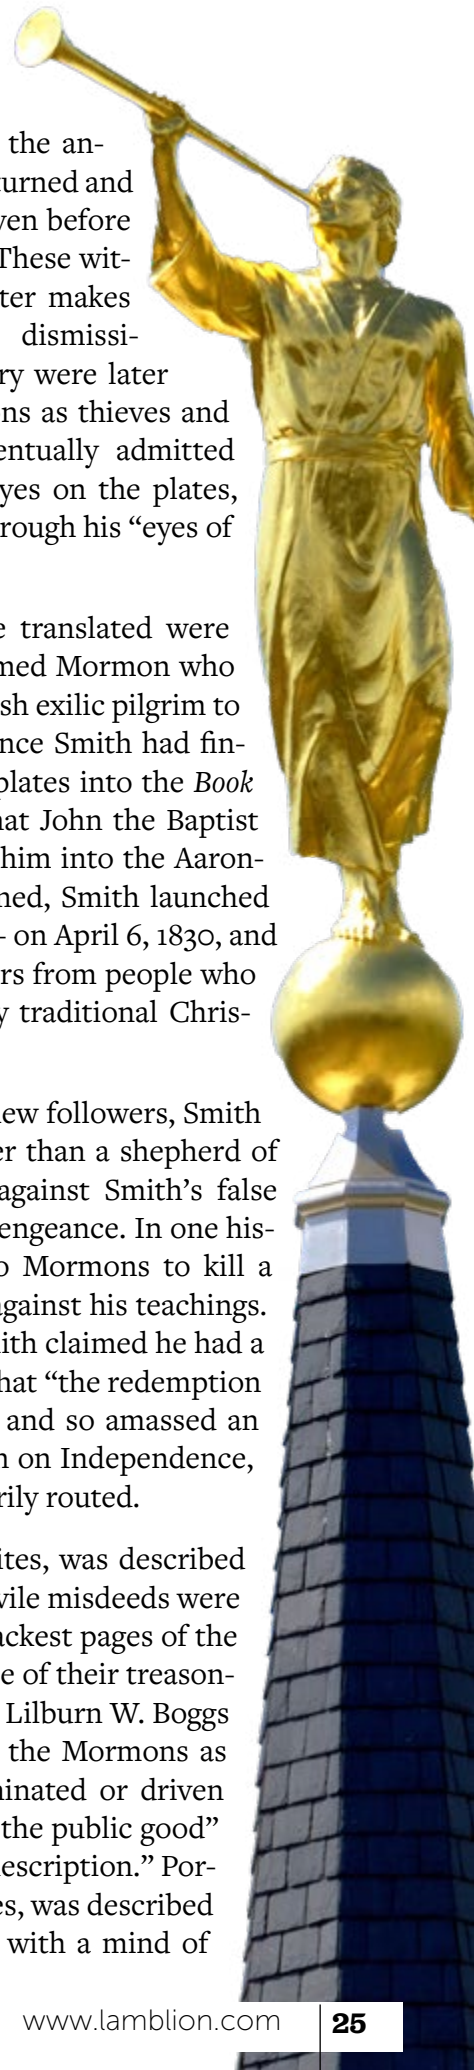 the an-
turned and
ven before
These wit-
ter makes
dismissi-
ry were later
ns as thieves and
entually admitted
yes on the plates,
rough his “eyes of
e translated were
med Mormon who
sh exilic pilgrim to
nce Smith had fin-
plates into the Book
hat John the Baptist
him into the Aaron-
ned, Smith launched
– on April 6, 1830, and
rs from people who
y traditional Chris-
new followers, Smith
er than a shepherd of
against Smith’s false
engeance. In one his-
o Mormons to kill a
against his teachings.
ith claimed he had a
hat “the redemption
and so amassed an
n on Independence,
rily routed.
ites, was described
vile misdeeds were
ackest pages of the
e of their treason-
Lilburn W. Boggs
the Mormons as
ninated or driven
the public good”
escription.” Por-
es, was described
with a mind of
www.lamblion.com 25